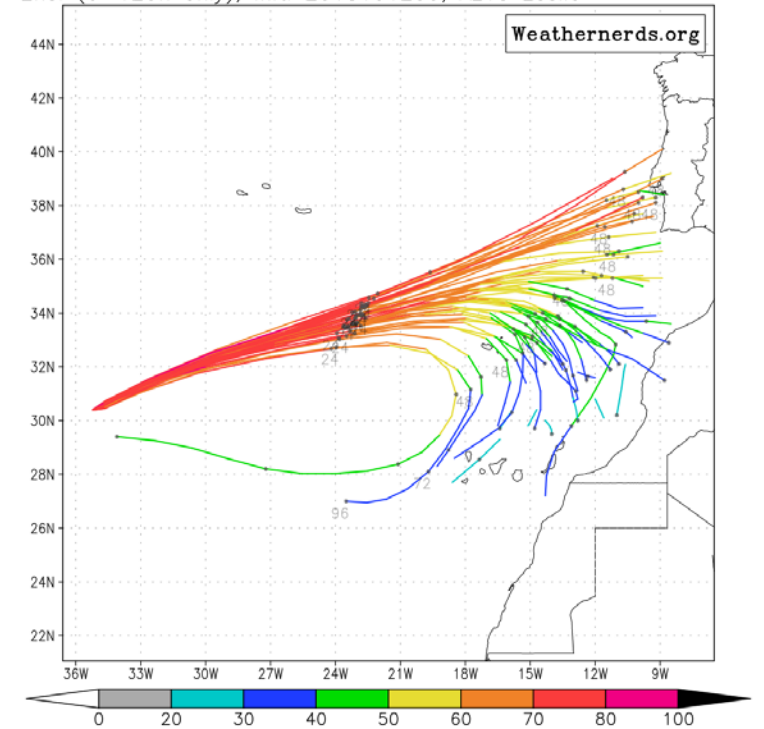 Weathernerds.org
44N
42N
40N
38N
36N
34N
32N
30N
28N
26N
24N
22N
48
48
48
48
48
48
24
48
48
72
96
36W 33W 30W 27W 24W 21W 18W 15W 12W 9W
0 20 30 40 50 60 70 80 100